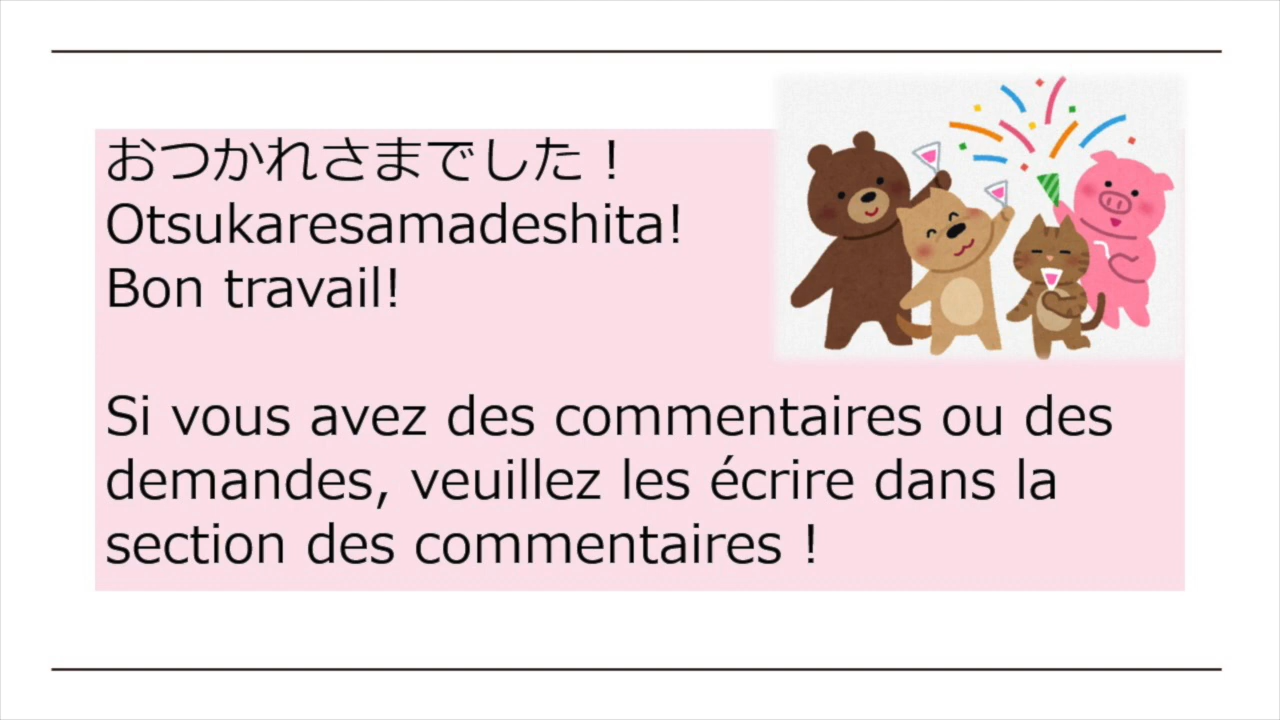 おつかれさまでした！
Otsukaresamadeshita!
Bon travail!
Si vous avez des commentaires ou des
demandes, veuillez les écrire dans la
section des commentaires !